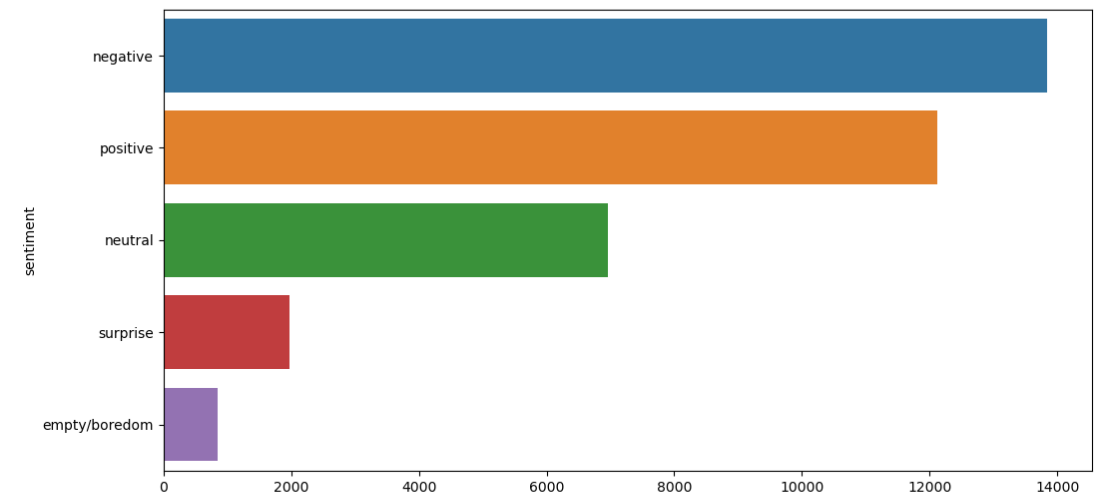 negative
positive
neutral
surprise
empty/boredom
sentiment
0 2000 4000 6000 8000 10000 12000 14000